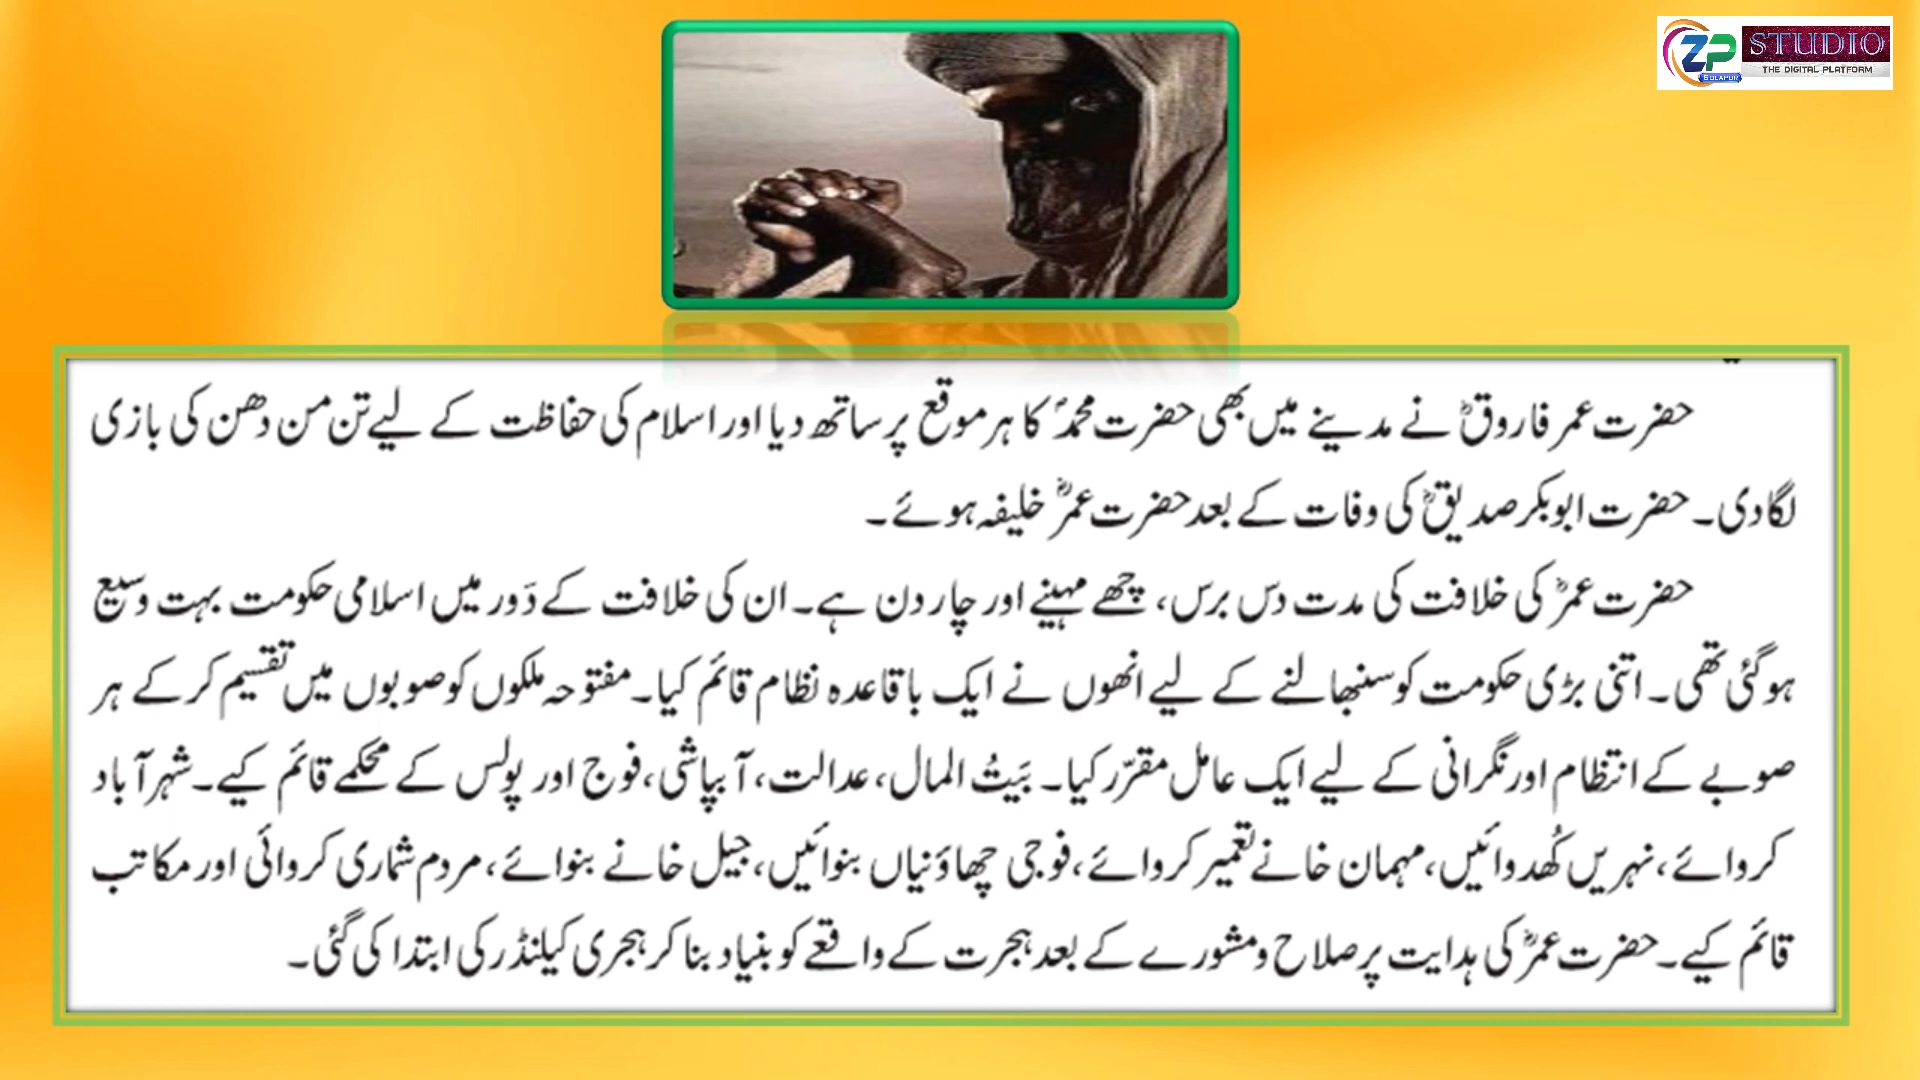 ZP
SOLAPUR
STUDIO
THE DIGITAL PLATFORM
حضرت عمر فاروقؓ نے مدینے میں بھی حضرت محمدؐ کا ہر موقع پر ساتھ دیا اور اسلام کی حفاظت کے لیے تن من دھن کی بازی
لگا دی۔ حضرت ابوبکر صدیقؓ کی وفات کے بعد حضرت عمرؓ خلیفہ ہوئے۔
حضرت عمرؓ کی خلافت کی مدت دس برس، چھے مہینے اور چار دن ہے۔ ان کی خلافت کے دَور میں اسلامی حکومت بہت وسیع
ہوگئی تھی۔ اتنی بڑی حکومت کو سنبھالنے کے لیے انھوں نے ایک باقاعدہ نظام قائم کیا۔ مفتوحہ ملکوں کو صوبوں میں تقسیم کر کے ہر
صوبے کے انتظام اور نگرانی کے لیے ایک عامل مقرّر کیا۔ بَیتُ المال، عدالت، آبپاشی، فوج اور پولس کے محکمے قائم کیے۔ شہر آباد
کروائے، نہریں کُھدوائیں، مہمان خانے تعمیر کروائے، فوجی چھاؤنیاں بنوائیں، جیل خانے بنوائے، مردم شماری کروائی اور مکاتب
قائم کیے۔ حضرت عمرؓ کی ہدایت پر صلاح و مشورے کے بعد ہجرت کے واقعے کو بنیاد بنا کر ہجری کیلنڈر کی ابتدا کی گئی۔